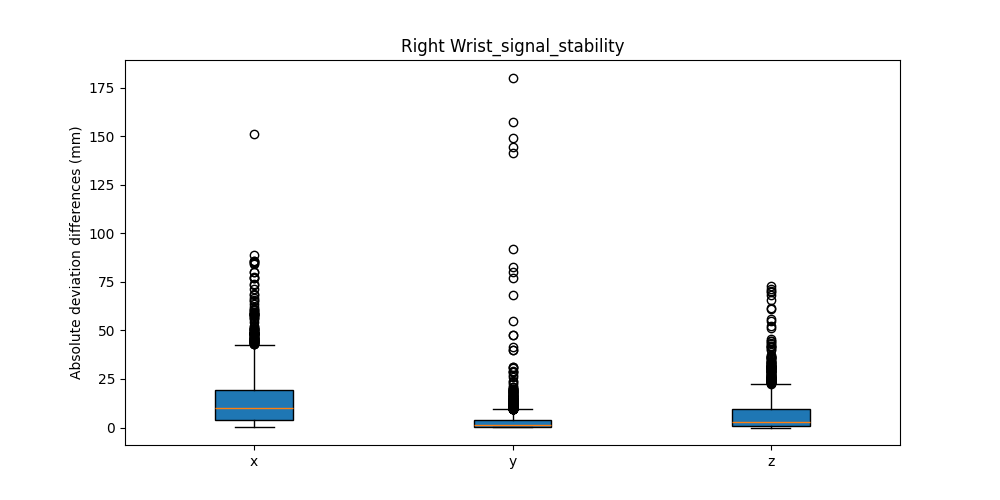 Right Wrist_signal_stability
Absolute deviation differences (mm)
175
150
125
100
75
50
25
0
x y z